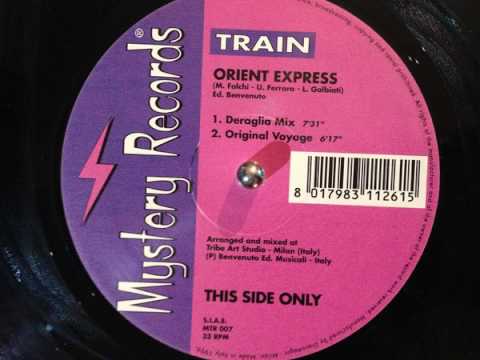 Mystery Records®
TRAIN
ORIENT EXPRESS
(M. Falchi - U. Ferrara - L. Galbiati)
Ed. Benvenuto
1. Deraglia Mix 7'31"
2. Original Voyage 6'17"
8 017983 112615
Arranged and mixed at
Tribe Art Studio - Milan (Italy)
(P) Benvenuto Ed. Musicali - Italy
THIS SIDE ONLY
S.I.A.E.
MTR 007
33 RPM